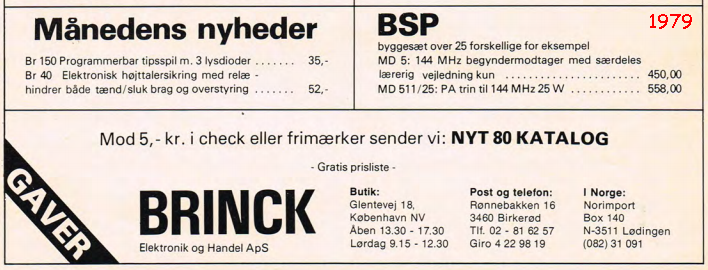 1979
Månedens nyheder
Br 150 Programmerbar tipsspil m. 3 lysdioder ....... 35,-
Br 40 Elektronisk højttalersikring med relæ -
hindrer både tænd/sluk brag og overstyring ....... 52,-
BSP
byggesæt over 25 forskellige for eksempel
MD 5: 144 MHz begyndermodtager med særdeles
lærerig vejledning kun ........................ 450,00
MD 511/25: PA trin til 144 MHz 25 W ............ 558,00
Mod 5,- kr. i check eller frimærker sender vi: NYT 80 KATALOG
- Gratis prisliste -
GAVER
BRINCK
Elektronik og Handel ApS
Butik:
Glentevej 18,
København NV
Åben 13.30 - 17.30
Lørdag 9.15 - 12.30
Post og telefon:
Rønnebakken 16
3460 Birkerød
Tlf. 02 - 81 62 57
Giro 4 22 98 19
I Norge:
Norimport
Box 140
N-3511 Lødingen
(082) 31 091